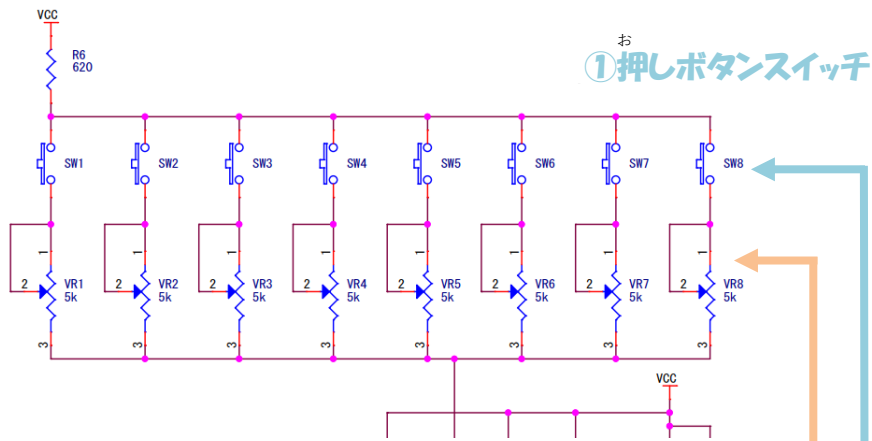 VCC
お
①押しボタンスイッチ
R6
620
SW1 SW2 SW3 SW4 SW5 SW6 SW7 SW8
1 1 1 1 1 1 1 1
2 VR1 2 VR2 2 VR3 2 VR4 2 VR5 2 VR6 2 VR7 2 VR8
5k 5k 5k 5k 5k 5k 5k 5k
3 3 3 3 3 3 3 3
VCC